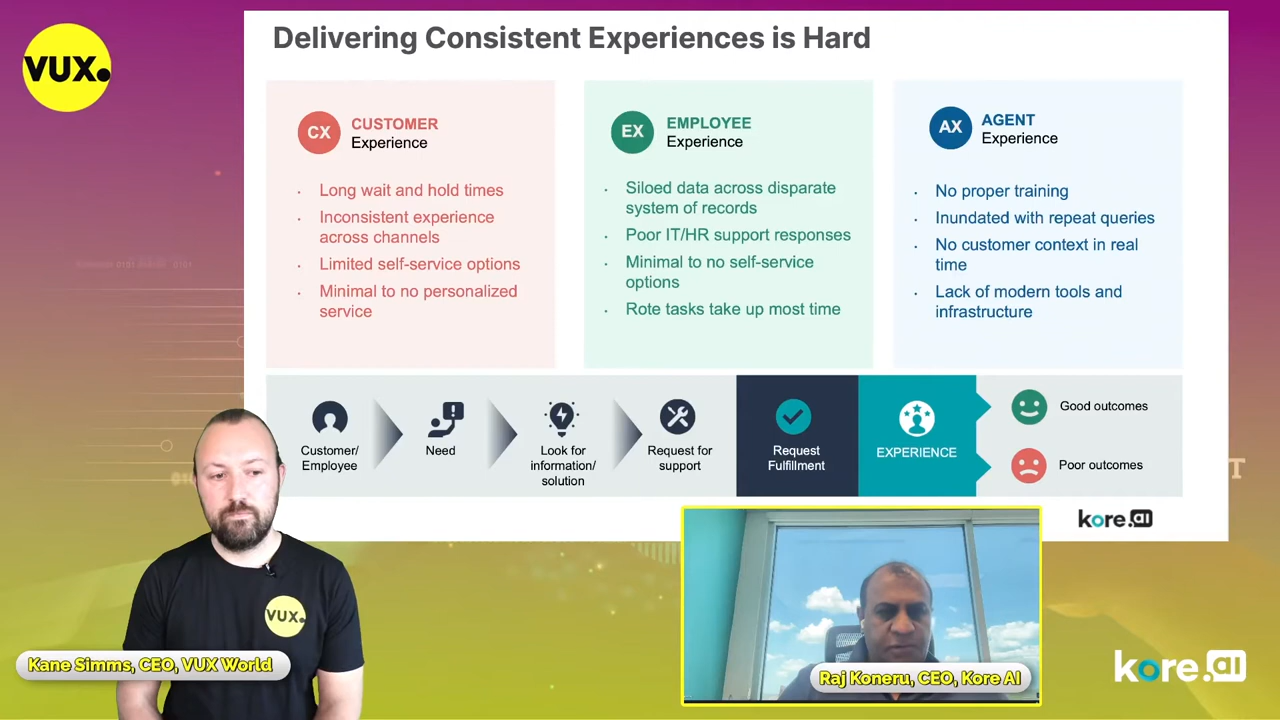 VUX.
Delivering Consistent Experiences is Hard
CX
CUSTOMER
Experience
· Long wait and hold times
· Inconsistent experience
across channels
· Limited self-service options
· Minimal to no personalized
service
EX
EMPLOYEE
Experience
· Siloed data across disparate
system of records
· Poor IT/HR support responses
· Minimal to no self-service
options
· Rote tasks take up most time
AX
AGENT
Experience
· No proper training
· Inundated with repeat queries
· No customer context in real
time
· Lack of modern tools and
infrastructure
Customer/
Employee
Need
Look for
information/
solution
Request for
support
Request
Fulfillment
EXPERIENCE
Good outcomes
Poor outcomes
kore.ai
VUX.
Kane Simms, CEO, VUX World
Raj Koneru, CEO, Kore AI
kore.ai